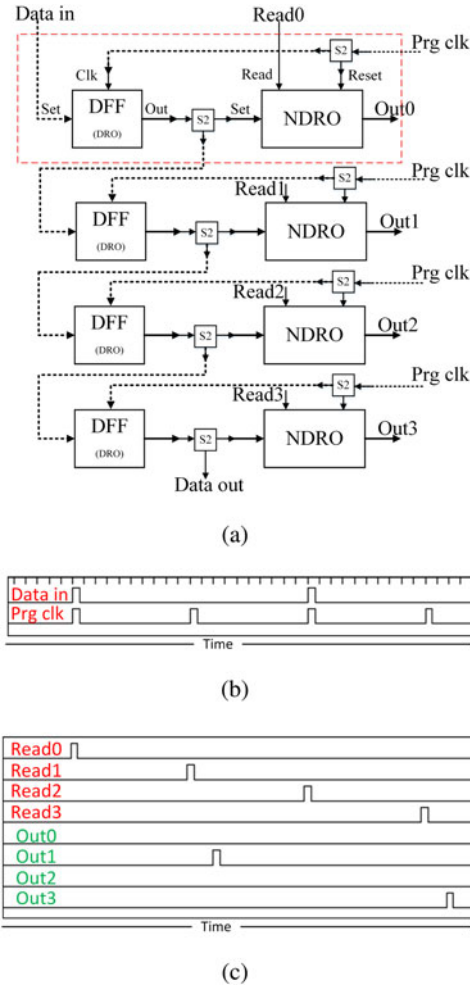 Data in
Read0
Prg clk
S2
Clk
Read
Reset
Set
DFF
(DRO)
Out
S2
Set
NDRO
Out0
Prg clk
S2
Read1
DFF
(DRO)
S2
NDRO
Out1
Prg clk
S2
Read2
DFF
(DRO)
S2
NDRO
Out2
Prg clk
S2
Read3
DFF
(DRO)
S2
NDRO
Out3
Data out
(a)
Data in
Prg clk
Time
(b)
Read0
Read1
Read2
Read3
Out0
Out1
Out2
Out3
Time
(c)